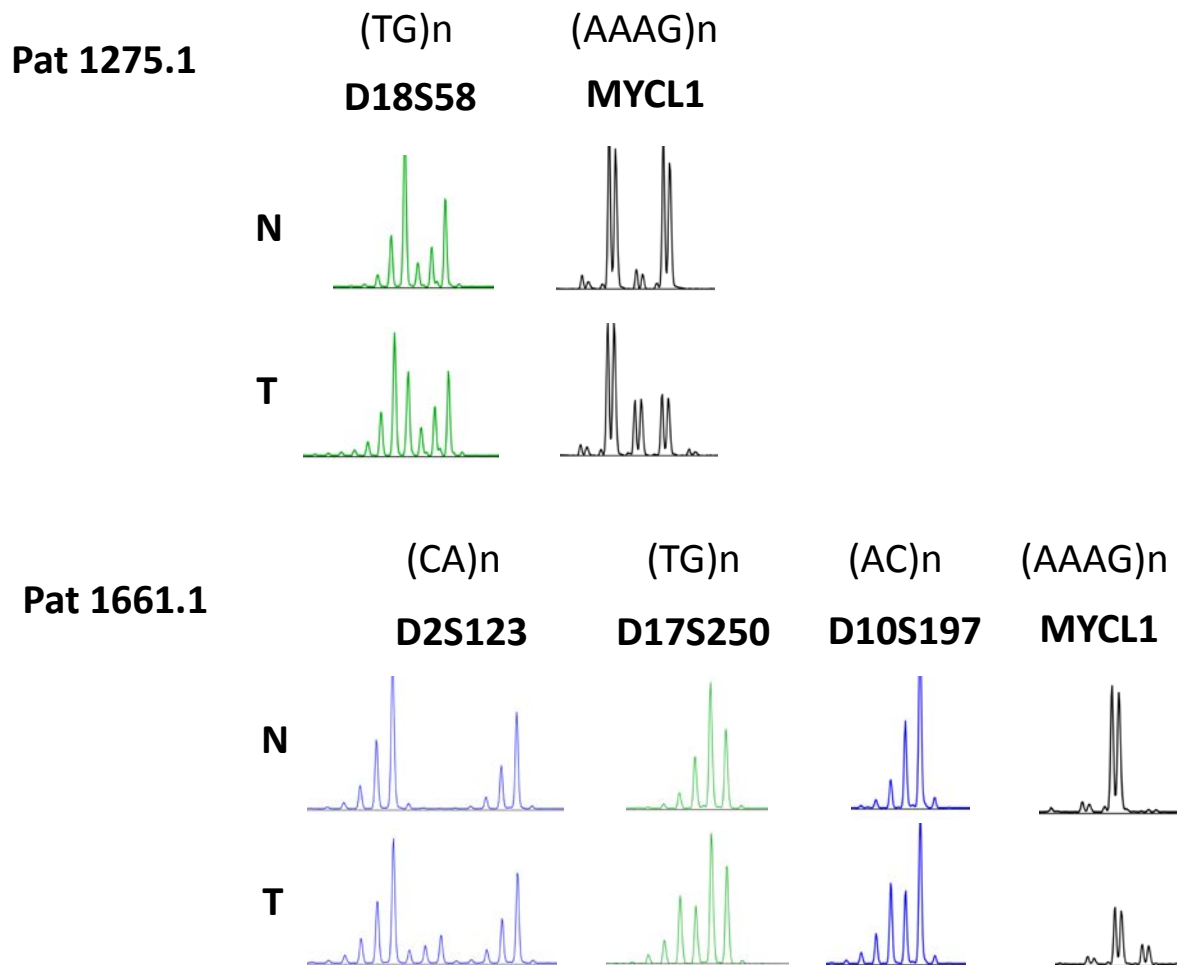 (TG)n (AAAG)n
Pat 1275.1
D18S58 MYCL1
N
T
(CA)n (TG)n (AC)n (AAAG)n
Pat 1661.1
D2S123 D17S250 D10S197 MYCL1
N
T